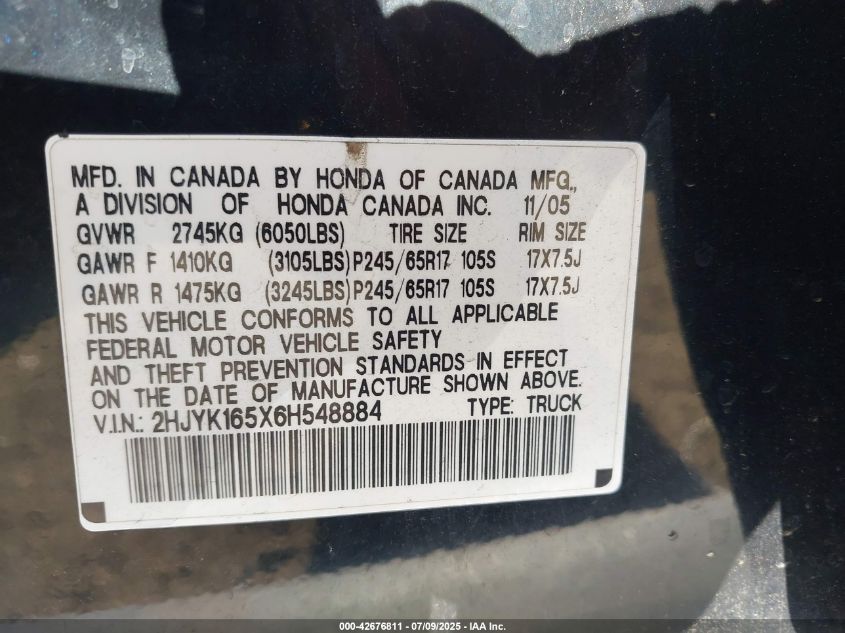 MFD. IN CANADA BY HONDA OF CANADA MFG.,
A DIVISION OF HONDA CANADA INC. 11/05
GVWR 2745KG (6050LBS) TIRE SIZE RIM SIZE
GAWR F 1410KG (3105LBS) P245/65R17 105S 17X7.5J
GAWR R 1475KG (3245LBS) P245/65R17 105S 17X7.5J
THIS VEHICLE CONFORMS TO ALL APPLICABLE
FEDERAL MOTOR VEHICLE SAFETY
AND THEFT PREVENTION STANDARDS IN EFFECT
ON THE DATE OF MANUFACTURE SHOWN ABOVE.
V.I.N.: 2HJYK165X6H548884 TYPE: TRUCK
000-42676811 - 07/09/2025 - IAA Inc.